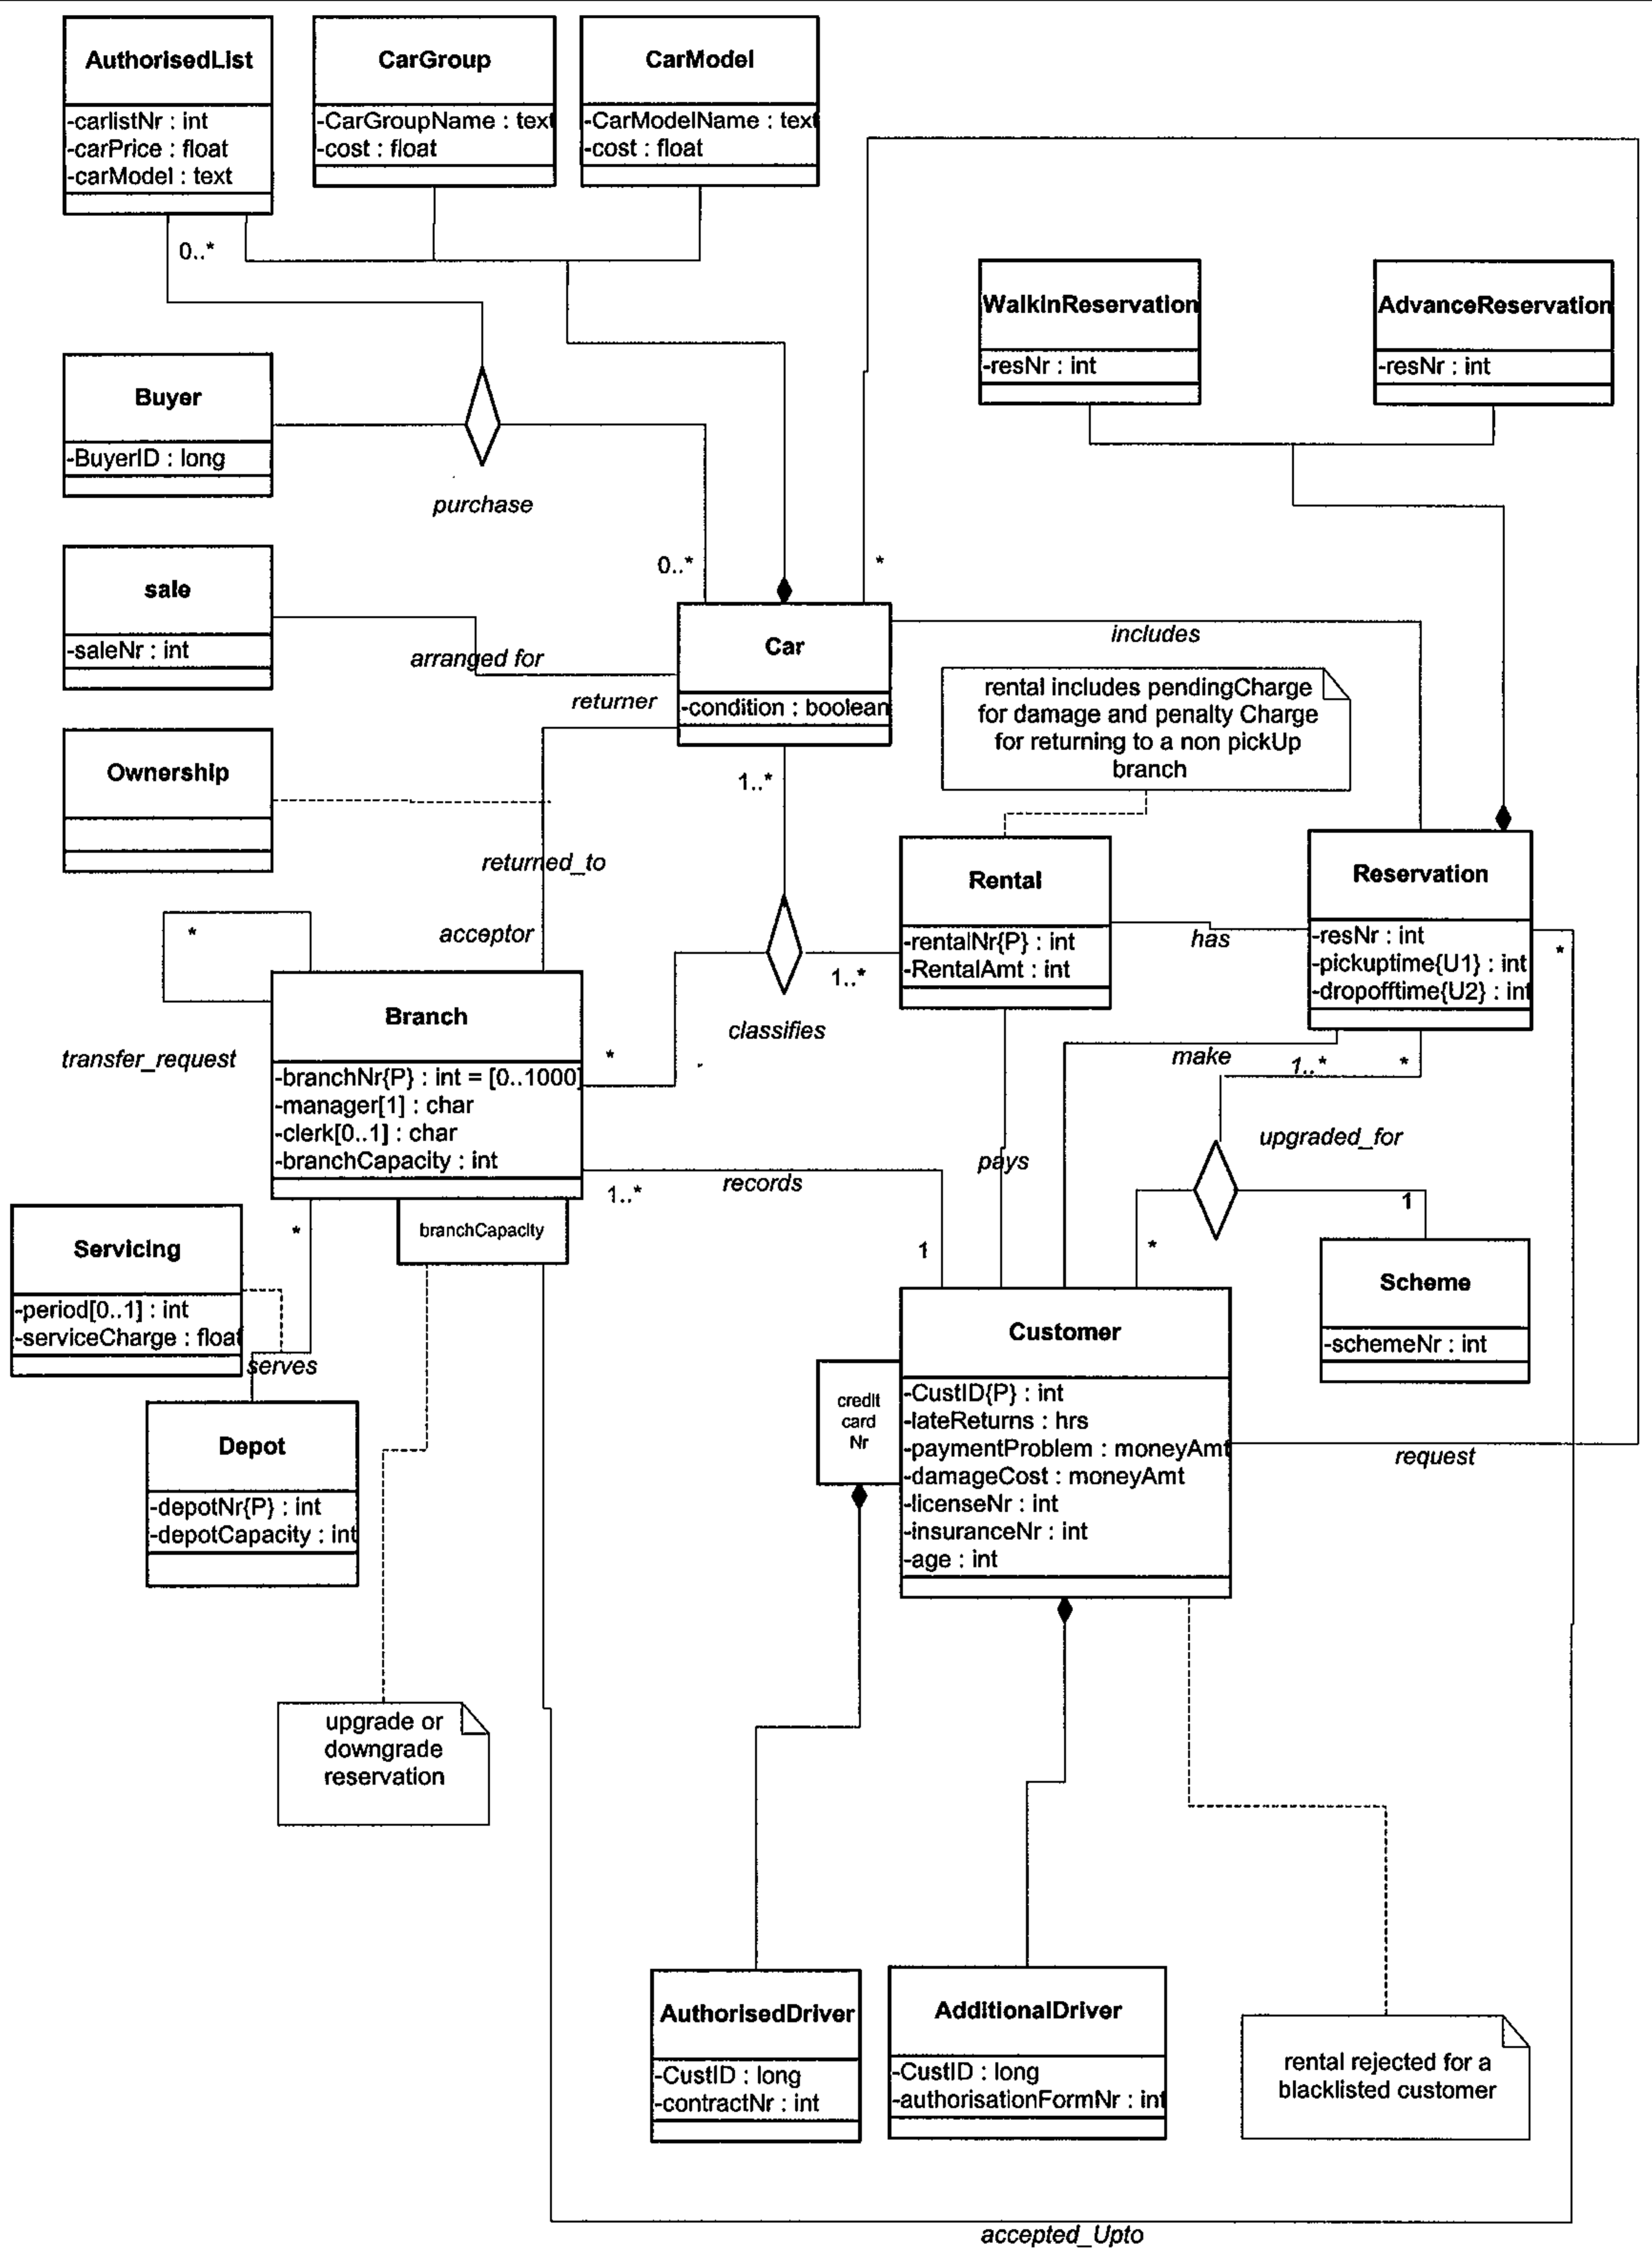 AuthorisedList
-carlistNr : int
-carPrice : float
-carModel : text
CarGroup
-CarGroupName : text
-cost : float
CarModel
-CarModelName : text
-cost : float
0..*
WalkInReservation
-resNr : int
AdvanceReservation
-resNr : int
Buyer
-BuyerID : long
purchase
0..*
*
sale
-saleNr : int
arranged for
Car
-condition : boolean
includes
returner
rental includes pendingCharge
for damage and penalty Charge
for returning to a non pickUp
branch
Ownership
1..*
returned_to
acceptor
Rental
-rentalNr{P} : int
-RentalAmt : int
has
Reservation
-resNr : int
-pickuptime{U1} : int
-dropofftime{U2} : int
*
*
transfer_request
Branch
-branchNr{P} : int = [0..1000]
-manager[1] : char
-clerk[0..1] : char
-branchCapacity : int
branchCapacity
1..*
classifies
*
make
1..*
*
upgraded_for
pays
records
1..*
1
*
1
Servicing
-period[0..1] : int
-serviceCharge : float
*
serves
Scheme
-schemeNr : int
Customer
-CustID{P} : int
-lateReturns : hrs
-paymentProblem : moneyAmt
-damageCost : moneyAmt
-licenseNr : int
-insuranceNr : int
-age : int
credit
card
Nr
request
Depot
-depotNr{P} : int
-depotCapacity : int
upgrade or
downgrade
reservation
AuthorisedDriver
-CustID : long
-contractNr : int
AdditionalDriver
-CustID : long
-authorisationFormNr : int
rental rejected for a
blacklisted customer
accepted_Upto